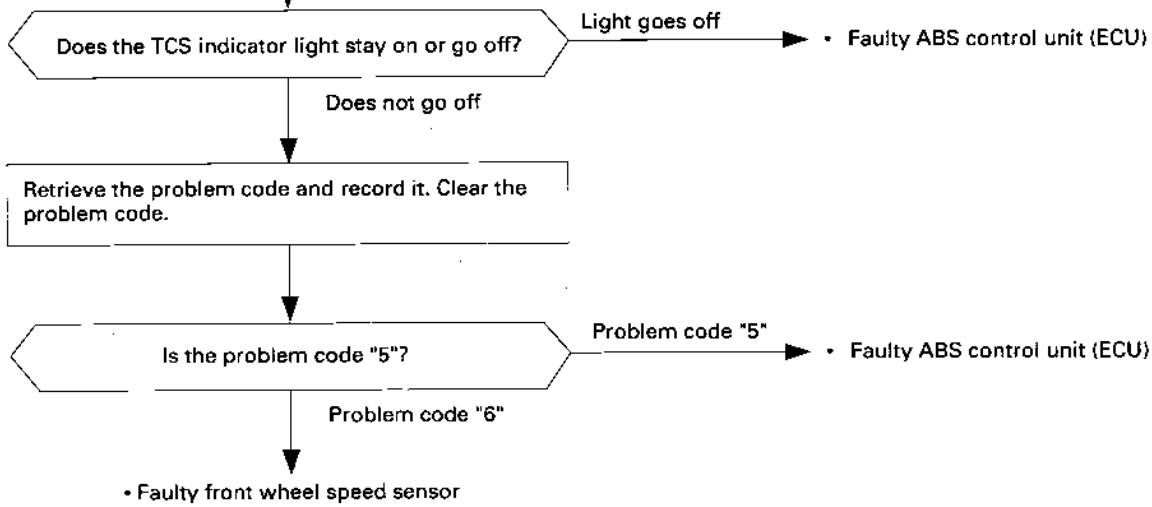 Light goes off
Does the TCS indicator light stay on or go off?
• Faulty ABS control unit (ECU)
Does not go off
Retrieve the problem code and record it. Clear the
problem code.
Problem code "5"
Is the problem code "5"?
• Faulty ABS control unit (ECU)
Problem code "6"
• Faulty front wheel speed sensor